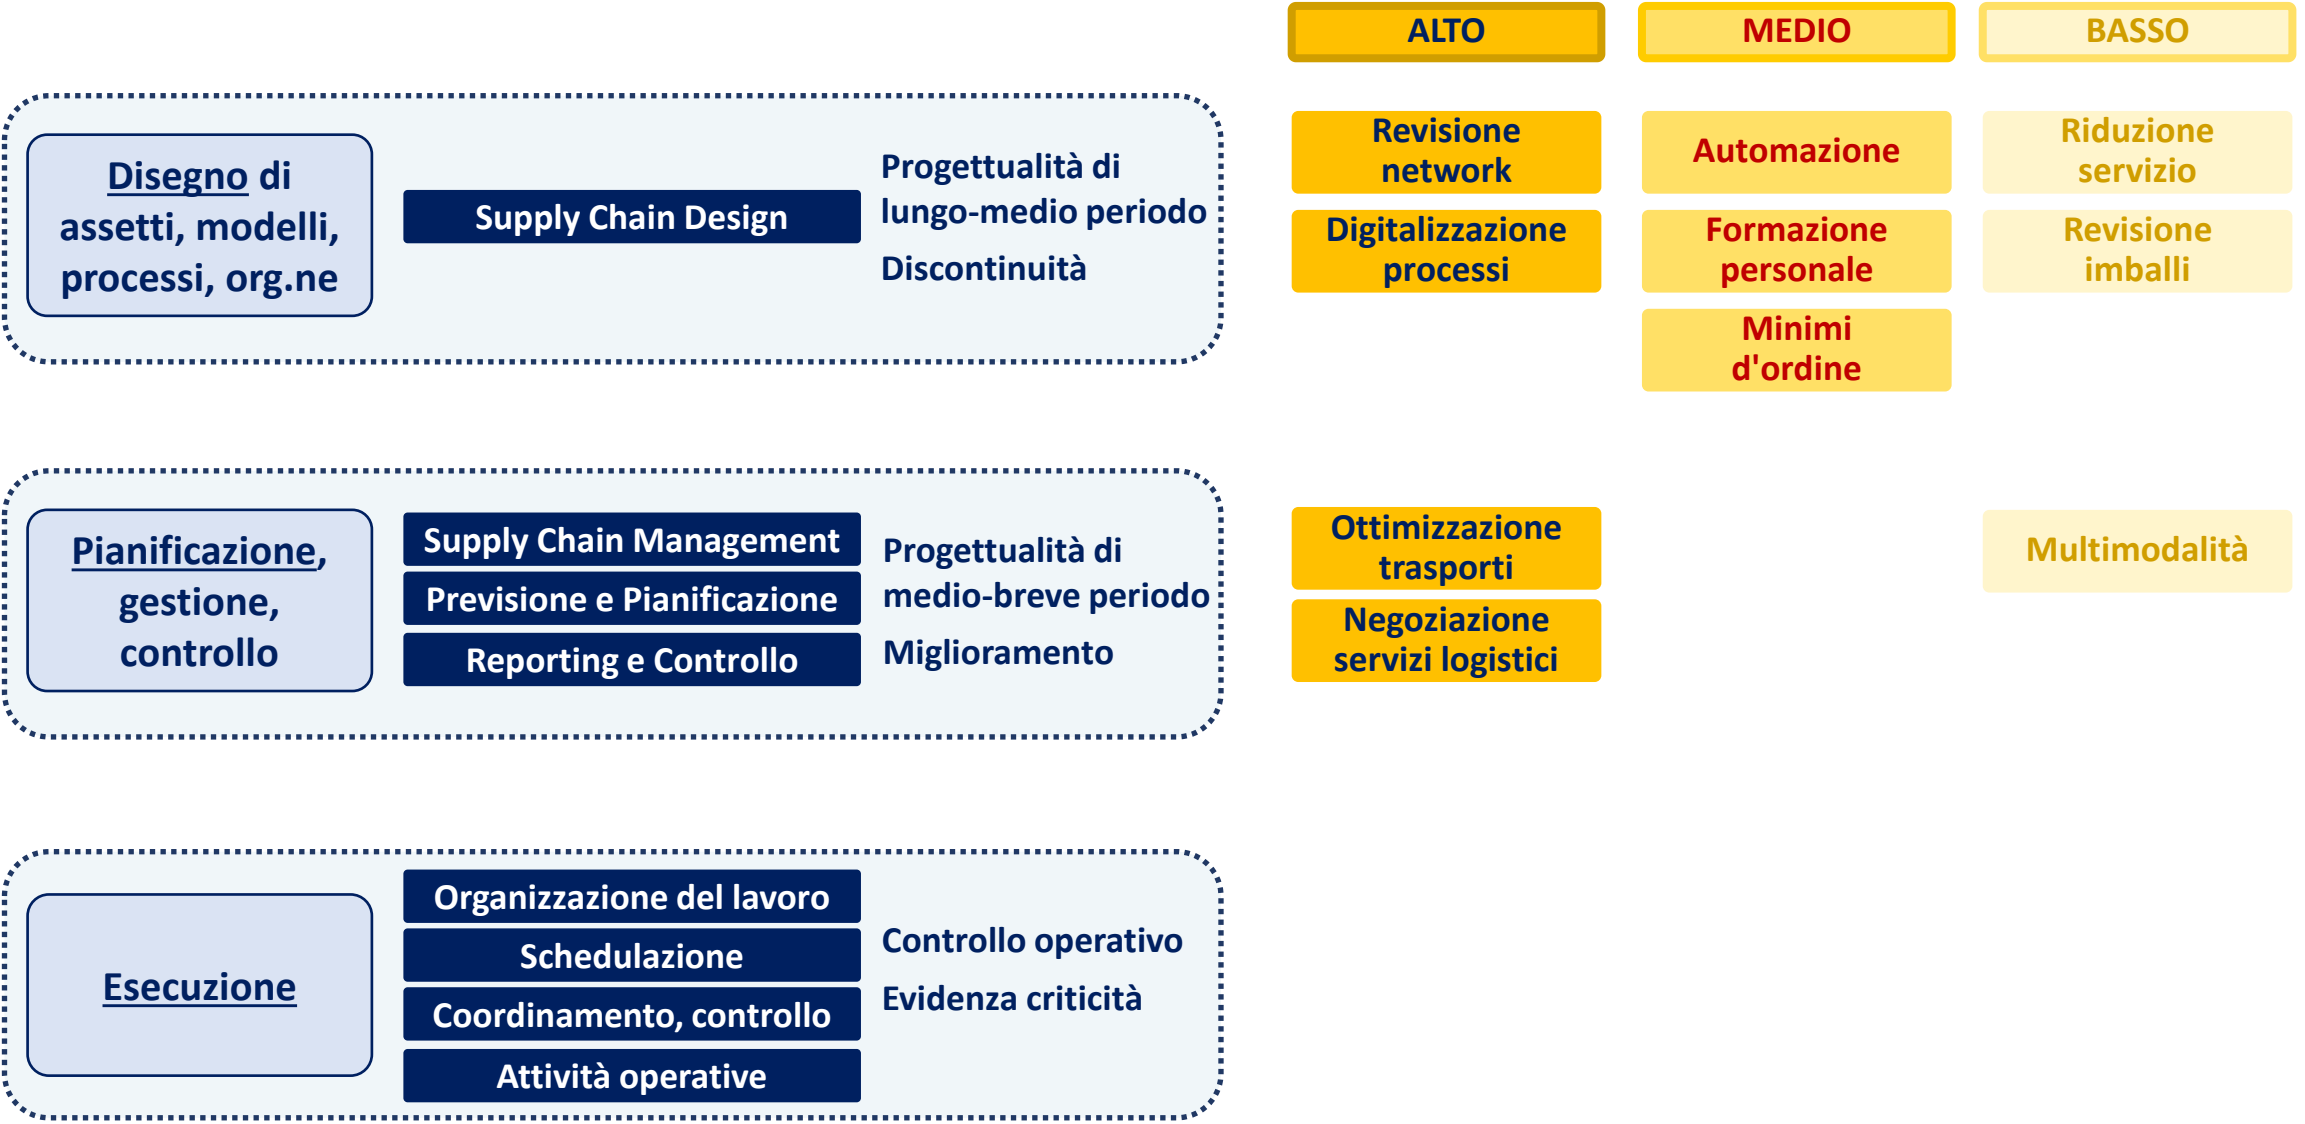 ALTO
MEDIO
BASSO
Disegno di
assetti, modelli,
processi, org.ne
Supply Chain Design
Progettualità di
lungo-medio periodo
Discontinuità
Revisione
network
Digitalizzazione
processi
Automazione
Formazione
personale
Minimi
d'ordine
Riduzione
servizio
Revisione
imballi
Pianificazione,
gestione,
controllo
Supply Chain Management
Previsione e Pianificazione
Reporting e Controllo
Progettualità di
medio-breve periodo
Miglioramento
Ottimizzazione
trasporti
Negoziazione
servizi logistici
Multimodalità
Esecuzione
Organizzazione del lavoro
Schedulazione
Coordinamento, controllo
Attività operative
Controllo operativo
Evidenza criticità